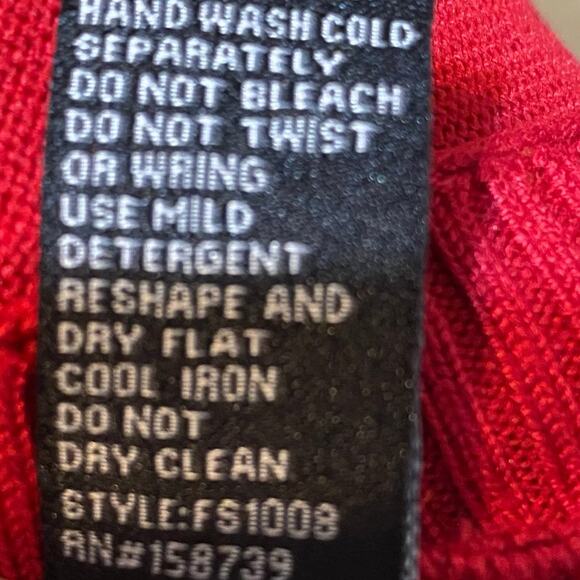 HAND WASH COLD
SEPARATELY
DO NOT BLEACH
DO NOT TWIST
OR WRING
USE MILD
DETERGENT
RESHAPE AND
DRY FLAT
COOL IRON
DO NOT
DRY CLEAN
STYLE:FS1008
RN#158739